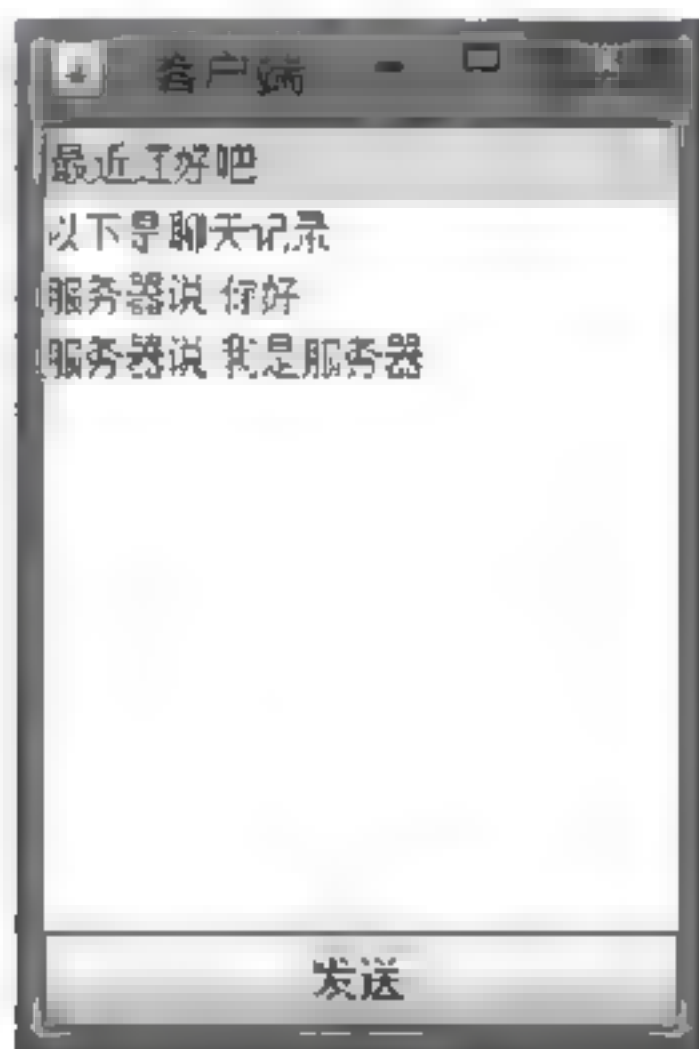 客户端
最近还好吧
以下是聊天记录
服务器说 你好
服务器说 我是服务器
发送